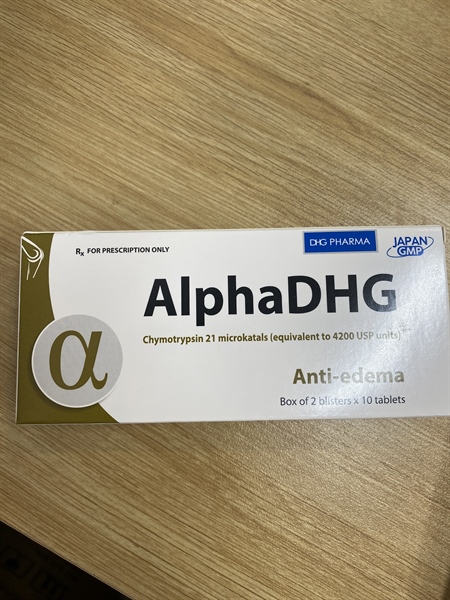 Rx FOR PRESCRIPTION ONLY
DHG PHARMA
JAPAN
GMP
AlphaDHG
Chymotrypsin 21 microkatals (equivalent to 4200 USP units)
α
Anti-edema
Box of 2 blisters x 10 tablets